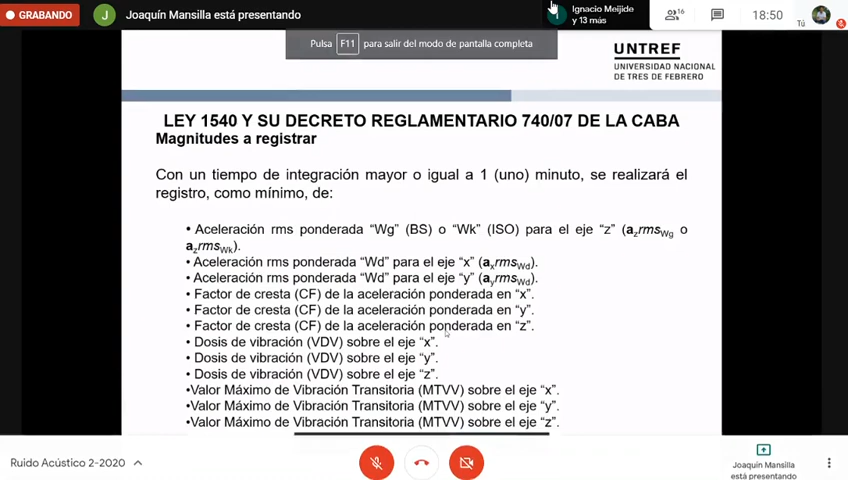 GRABANDO
J Joaquín Mansilla está presentando
I Ignacio Meijide
y 13 más
16
18:50
Tú
Pulsa F11 para salir del modo de pantalla completa
UNTREF
UNIVERSIDAD NACIONAL
DE TRES DE FEBRERO
LEY 1540 Y SU DECRETO REGLAMENTARIO 740/07 DE LA CABA
Magnitudes a registrar
Con un tiempo de integración mayor o igual a 1 (uno) minuto, se realizará el
registro, como mínimo, de:
• Aceleración rms ponderada “Wg” (BS) o “Wk” (ISO) para el eje “z” (azrmsWg o
azrmsWk).
• Aceleración rms ponderada “Wd” para el eje “x” (axrmsWd).
• Aceleración rms ponderada “Wd” para el eje “y” (ayrmsWd).
• Factor de cresta (CF) de la aceleración ponderada en “x”.
• Factor de cresta (CF) de la aceleración ponderada en “y”.
• Factor de cresta (CF) de la aceleración ponderada en “z”.
• Dosis de vibración (VDV) sobre el eje “x”.
• Dosis de vibración (VDV) sobre el eje “y”.
• Dosis de vibración (VDV) sobre el eje “z”.
•Valor Máximo de Vibración Transitoria (MTVV) sobre el eje “x”.
•Valor Máximo de Vibración Transitoria (MTVV) sobre el eje “y”.
•Valor Máximo de Vibración Transitoria (MTVV) sobre el eje “z”.
Ruido Acústico 2-2020
Joaquín Mansilla
está presentando